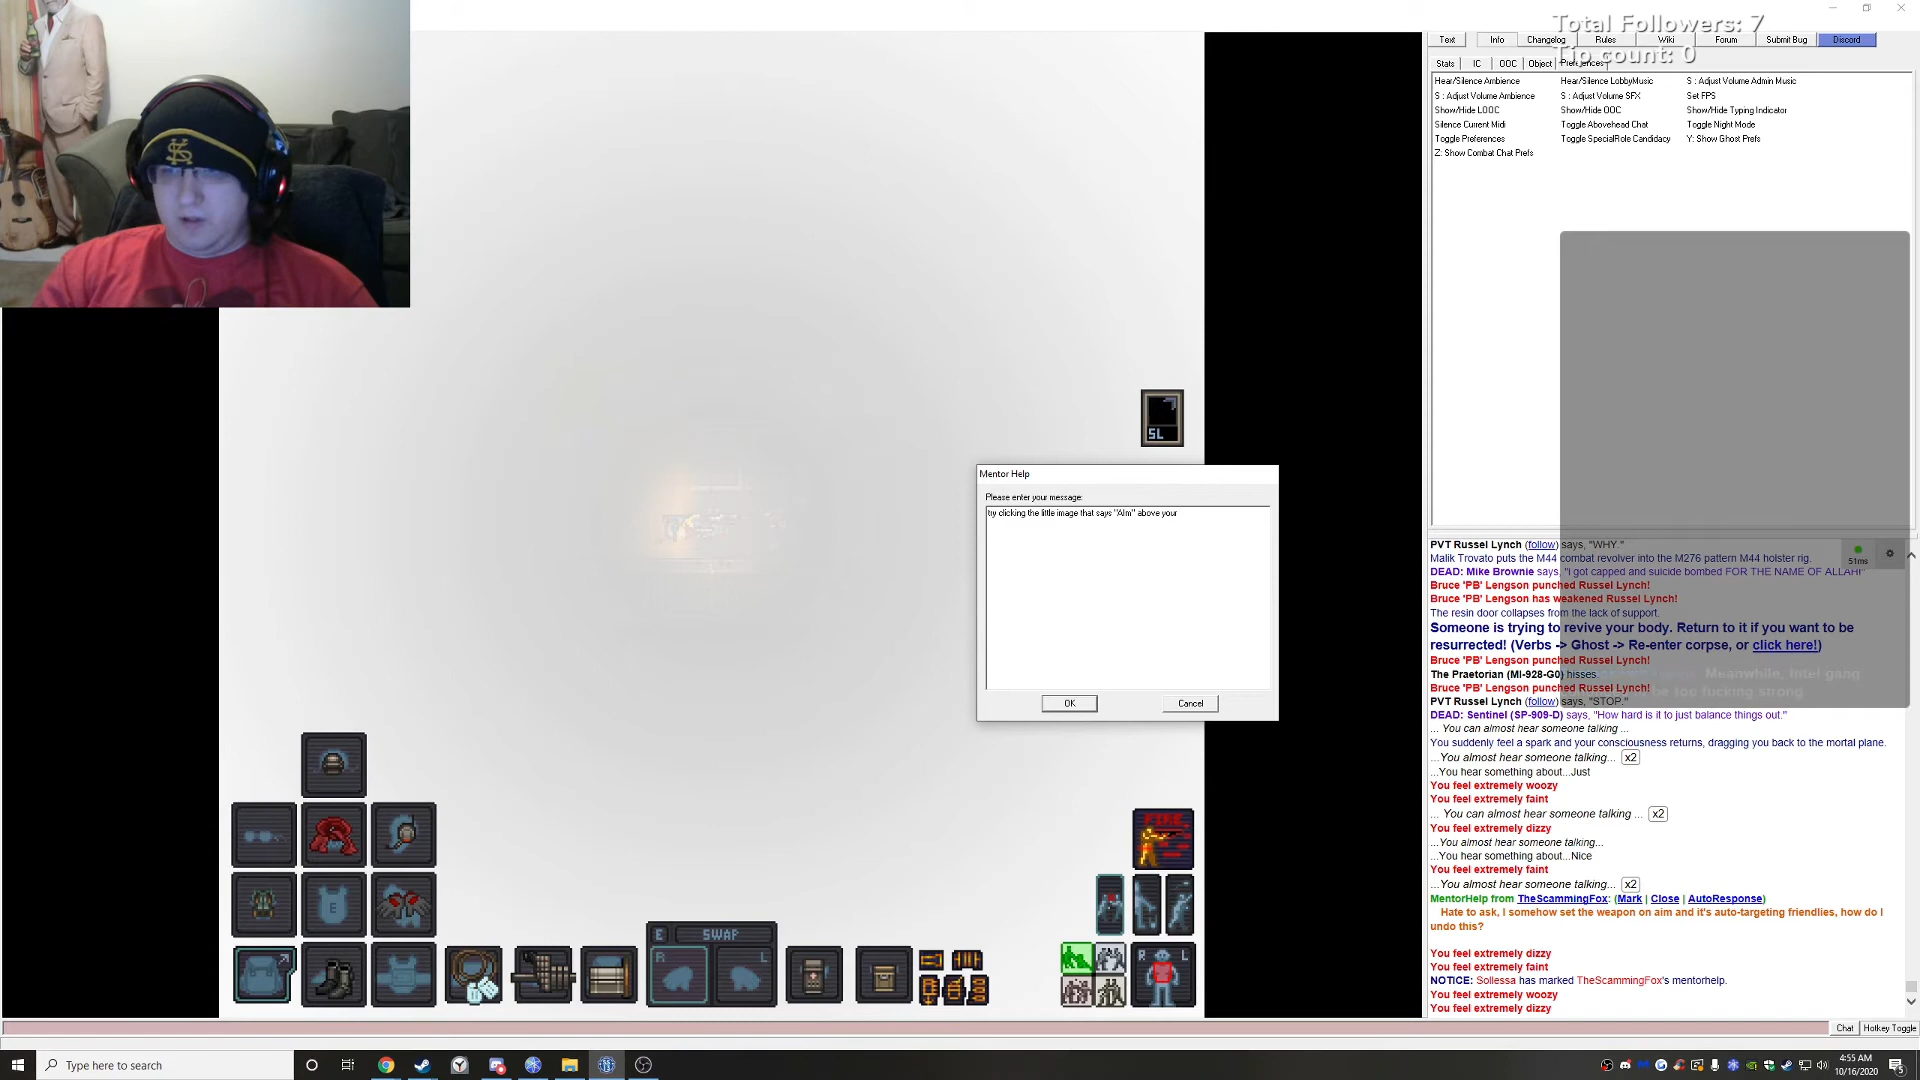 Total Followers: 7
Tip count: 0
Text Info Changelog Rules Wiki Forum Submit Bug Discord
Stats IC OOC Object Preferences
Hear/Silence Ambience Hear/Silence LobbyMusic S : Adjust Volume Admin Music
S : Adjust Volume Ambience S : Adjust Volume SFX Set FPS
Show/Hide LOOC Show/Hide OOC Show/Hide Typing Indicator
Silence Current Midi Toggle Abovehead Chat Toggle Night Mode
Toggle Preferences Toggle SpecialRole Candidacy Y: Show Ghost Prefs
Z: Show Combat Chat Prefs
SL
Mentor Help
Please enter your message:
try clicking the little image that says "AIm" above your
OK Cancel
PVT Russel Lynch (follow) says, "WHY."
Malik Trovato puts the M44 combat revolver into the M276 pattern M44 holster rig.
51ms
DEAD: Mike Brownie says, "i got capped and suicide bombed FOR THE NAME OF ALLAH!"
Bruce 'PB' Lengson punched Russel Lynch!
Bruce 'PB' Lengson has weakened Russel Lynch!
The resin door collapses from the lack of support.
Someone is trying to revive your body. Return to it if you want to be
resurrected! (Verbs -> Ghost -> Re-enter corpse, or click here!)
Bruce 'PB' Lengson punched Russel Lynch!
The Praetorian (MI-928-G0) hisses.
Meanwhile, Intel gang
Bruce 'PB' Lengson punched Russel Lynch!
be too fucking strong
PVT Russel Lynch (follow) says, "STOP."
DEAD: Sentinel (SP-909-D) says, "How hard is it to just balance things out."
... You can almost hear someone talking ...
You suddenly feel a spark and your consciousness returns, dragging you back to the mortal plane.
...You almost hear someone talking... x2
...You hear something about...Just
You feel extremely woozy
You feel extremely faint
... You can almost hear someone talking ... x2
You feel extremely dizzy
...You almost hear someone talking...
...You hear something about...Nice
You feel extremely faint
...You almost hear someone talking... x2
MentorHelp from TheScammingFox: (Mark | Close | AutoResponse)
Hate to ask, I somehow set the weapon on aim and it's auto-targeting friendlies, how do I
undo this?
You feel extremely dizzy
You feel extremely faint
NOTICE: Sollessa has marked TheScammingFox's mentorhelp.
You feel extremely woozy
You feel extremely dizzy
FIRE
E SWAP
R L
E
R L
Chat Hotkey Toggle
Type here to search
4:55 AM
10/16/2020
5